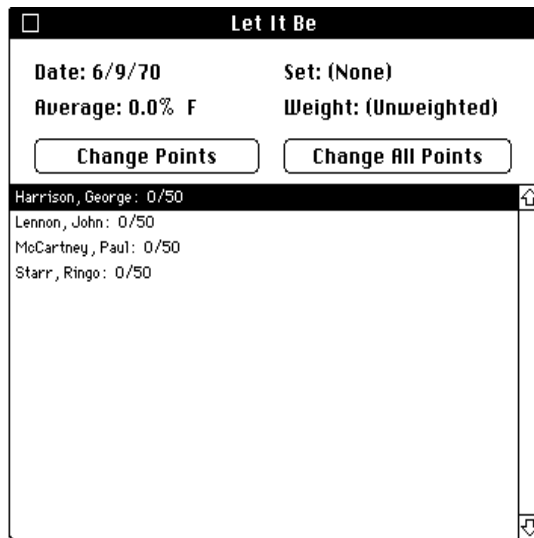 Let It Be
Date: 6/9/70 Set: (None)
Average: 0.0% F Weight: (Unweighted)
Change Points Change All Points
Harrison, George: 0/50
Lennon, John: 0/50
McCartney, Paul: 0/50
Starr, Ringo: 0/50